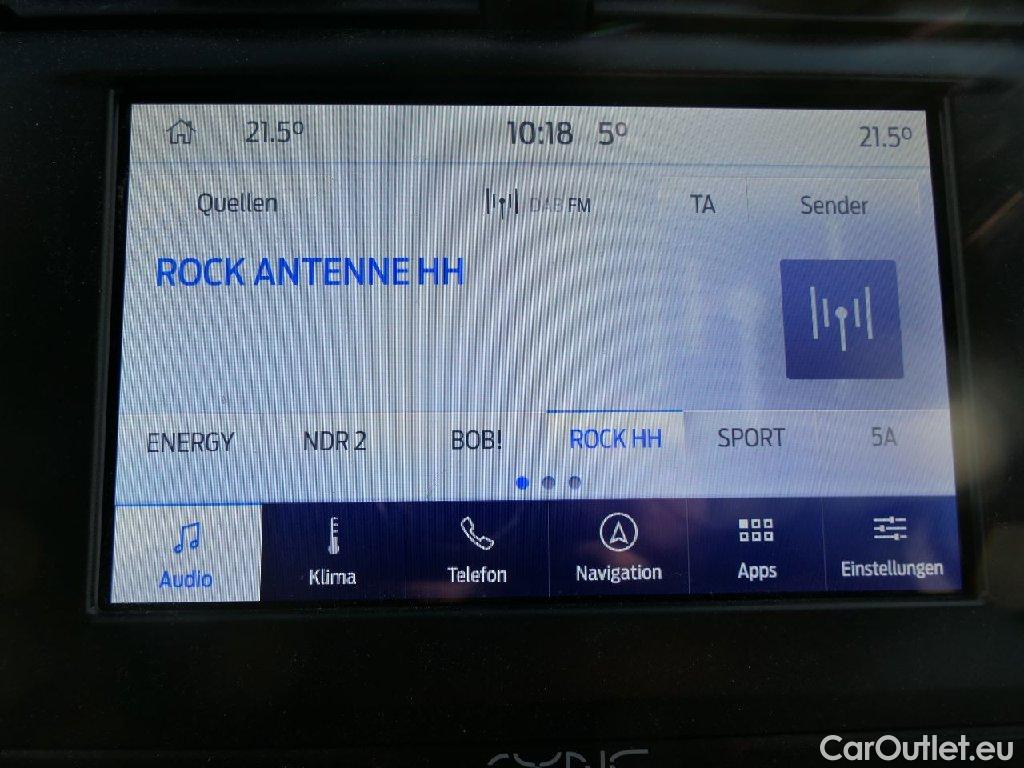 21.5° 10:18 5° 21.5°
Quellen DAB FM TA Sender
ROCK ANTENNE HH
ENERGY NDR 2 BOB! ROCK HH SPORT 5A
Audio Klima Telefon Navigation Apps Einstellungen
SYNC
CarOutlet.eu